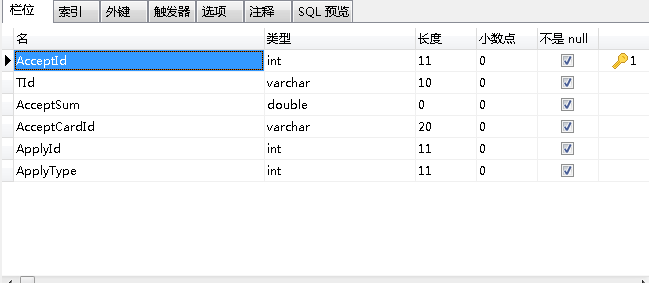 栏位 索引 外键 触发器 选项 注释 SQL 预览
名 类型 长度 小数点 不是 null
AcceptId int 11 0 1
TId varchar 10 0
AcceptSum double 0 0
AcceptCardId varchar 20 0
ApplyId int 11 0
ApplyType int 11 0